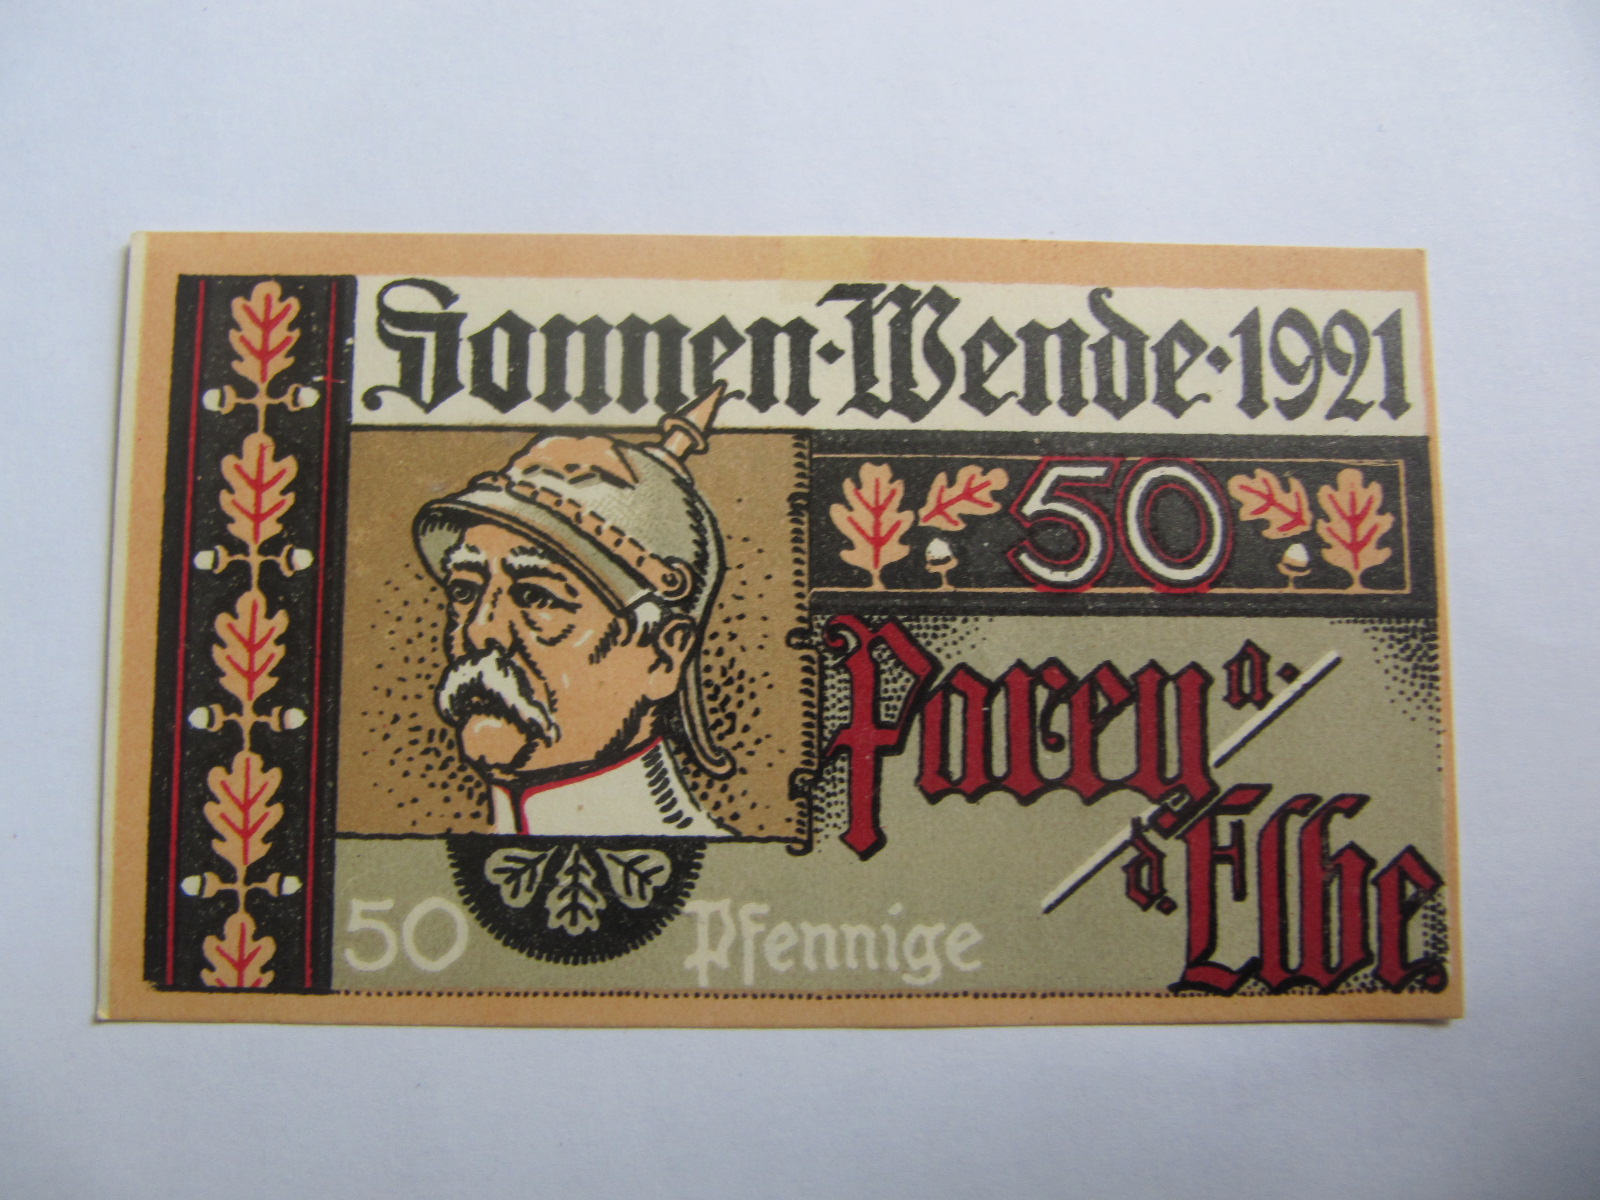 Sonnen·Wende·1921
50
Parey a./
d. Elbe.
50 Pfennige